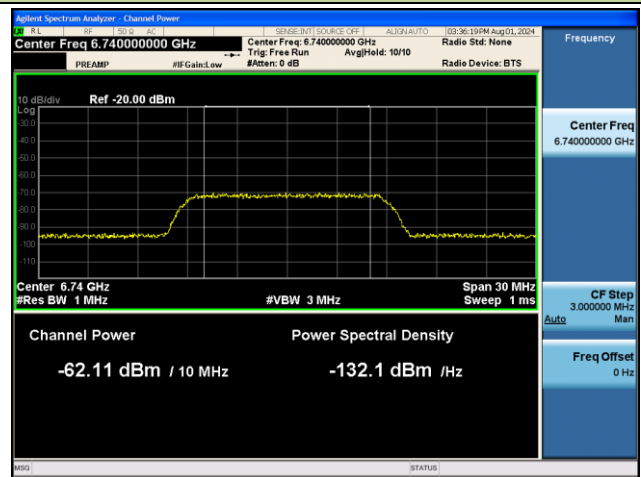 Agilent Spectrum Analyzer - Channel Power
RL RF 50 Ω AC SENSE:INT SOURCE OFF ALIGNAUTO 03:36:19PM Aug 01, 2024
Center Freq 6.740000000 GHz
Center Freq: 6.740000000 GHz Radio Std: None
Trig: Free Run Avg|Hold: 10/10
PREAMP #IFGain:Low #Atten: 0 dB Radio Device: BTS
10 dB/div Ref -20.00 dBm
Log
-30.0
-40.0
-50.0
-60.0
-70.0
-80.0
-90.0
-100
-110
Center 6.74 GHz Span 30 MHz
#Res BW 1 MHz #VBW 3 MHz Sweep 1 ms
Channel Power Power Spectral Density
-62.11 dBm / 10 MHz -132.1 dBm /Hz
MSG STATUS
Frequency
Center Freq
6.740000000 GHz
CF Step
3.000000 MHz
Auto Man
Freq Offset
0 Hz